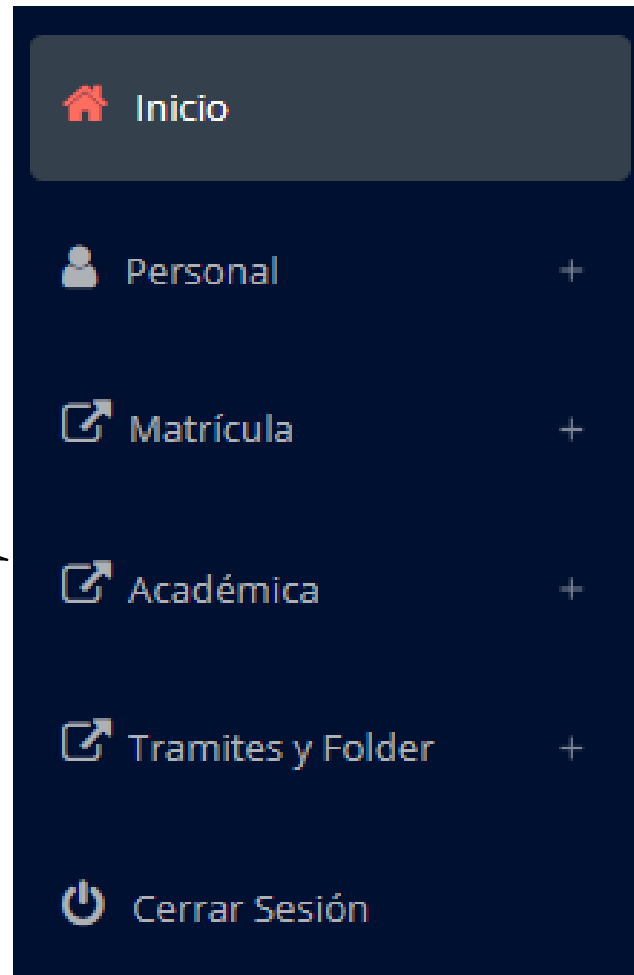 Inicio
Personal +
Matrícula +
Académica +
Tramites y Folder +
Cerrar Sesión